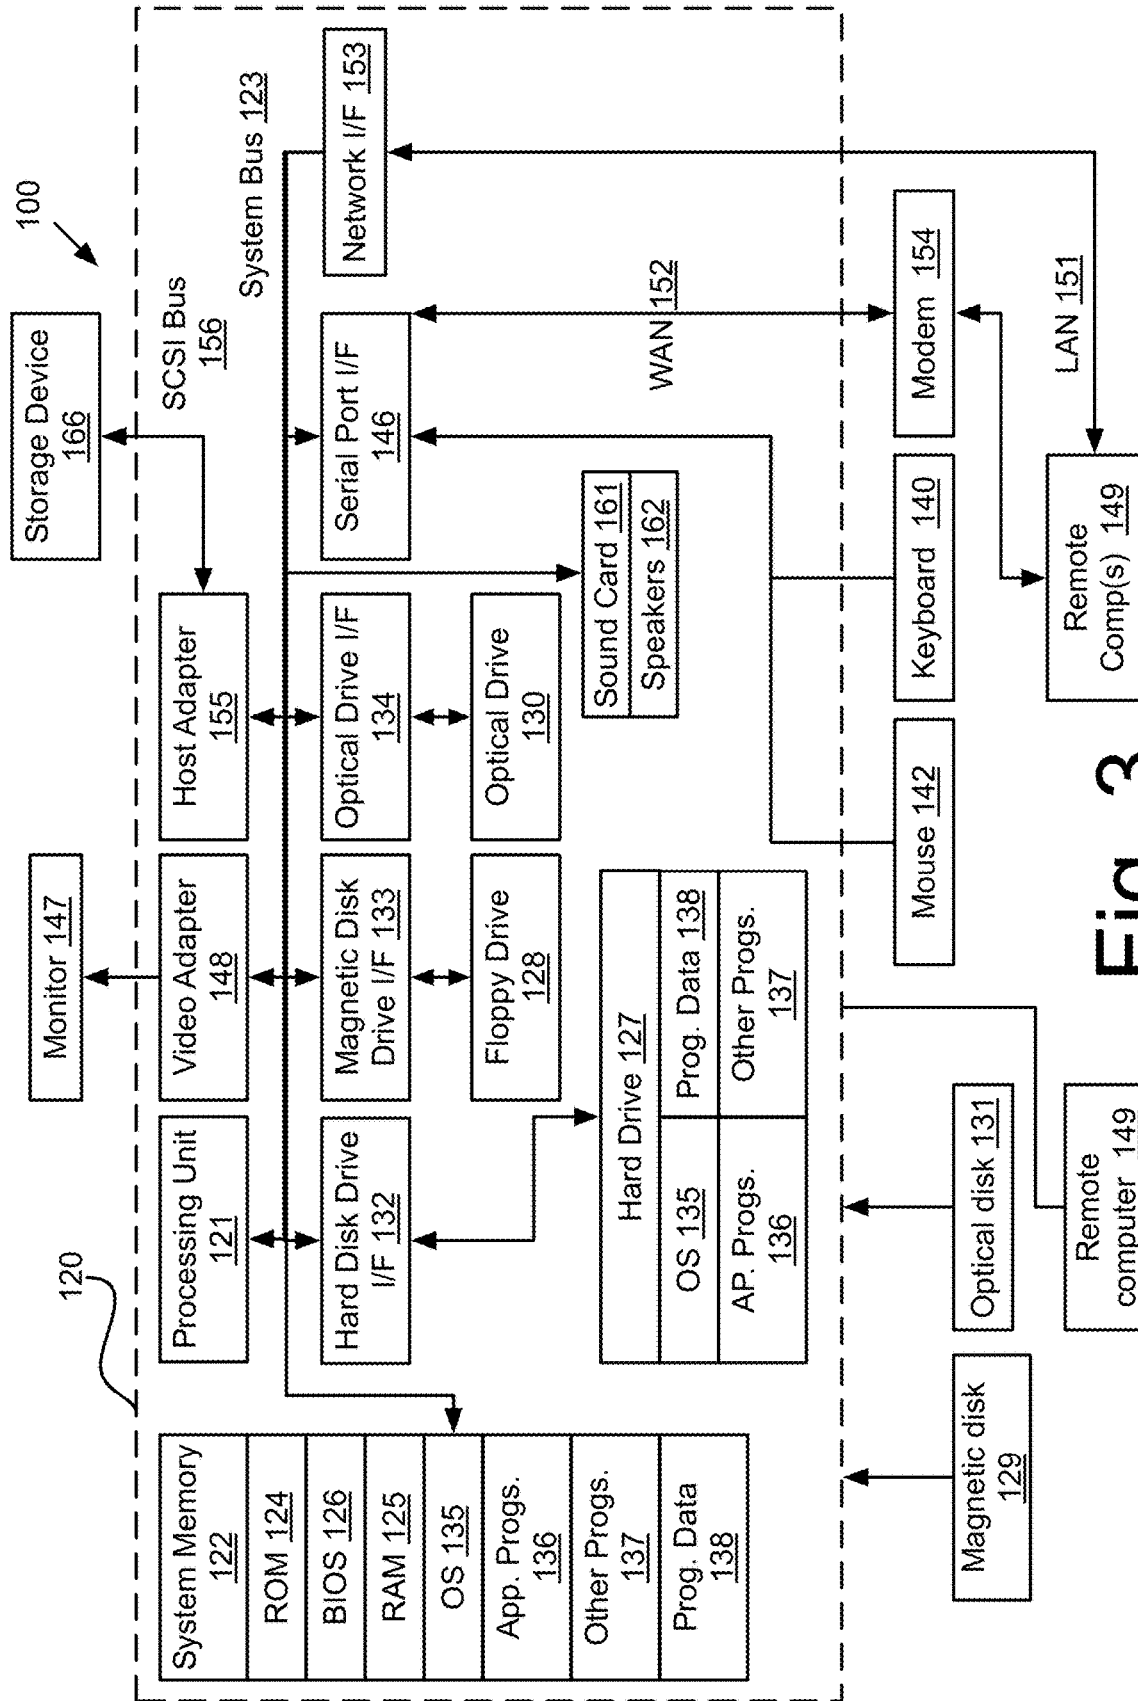 100
120
Monitor 147
Storage Device
166
SCSI Bus
156
System Memory
122
ROM 124
BIOS 126
RAM 125
OS 135
App. Progs.
136
Other Progs.
137
Prog. Data
138
Processing Unit
121
Video Adapter
148
Host Adapter
155
System Bus 123
Hard Disk Drive
I/F 132
Magnetic Disk
Drive I/F 133
Optical Drive I/F
134
Serial Port I/F
146
Network I/F 153
Floppy Drive
128
Optical Drive
130
Sound Card 161
Speakers 162
Hard Drive 127
OS 135
Prog. Data 138
AP. Progs.
136
Other Progs.
137
WAN 152
Magnetic disk
129
Optical disk 131
Mouse 142
Keyboard 140
Modem 154
Remote
computer 149
Remote
Comp(s) 149
LAN 151
Fig. 3